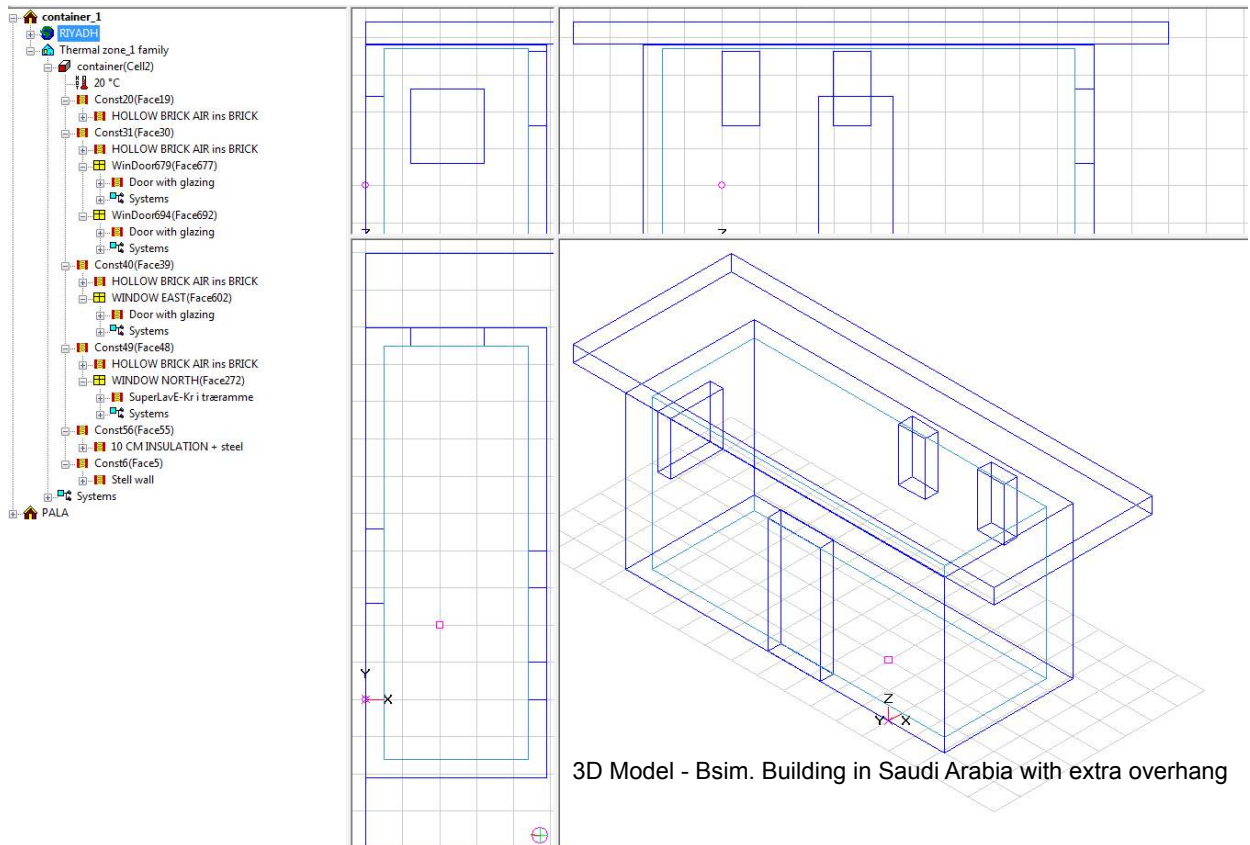 container_1
RIYADH
Thermal zone_1 family
container(Cell2)
20 °C
Const20(Face19)
HOLLOW BRICK AIR ins BRICK
Const31(Face30)
HOLLOW BRICK AIR ins BRICK
WinDoor679(Face677)
Door with glazing
Systems
WinDoor694(Face692)
Door with glazing
Systems
Const40(Face39)
HOLLOW BRICK AIR ins BRICK
WINDOW EAST(Face602)
Door with glazing
Systems
Const49(Face48)
HOLLOW BRICK AIR ins BRICK
WINDOW NORTH(Face272)
SuperLavE-Kr i træramme
Systems
Const56(Face55)
10 CM INSULATION + steel
Const6(Face5)
Stell wall
Systems
PALA
Z
Z
Y
X
Z
Y X
3D Model - Bsim. Building in Saudi Arabia with extra overhang